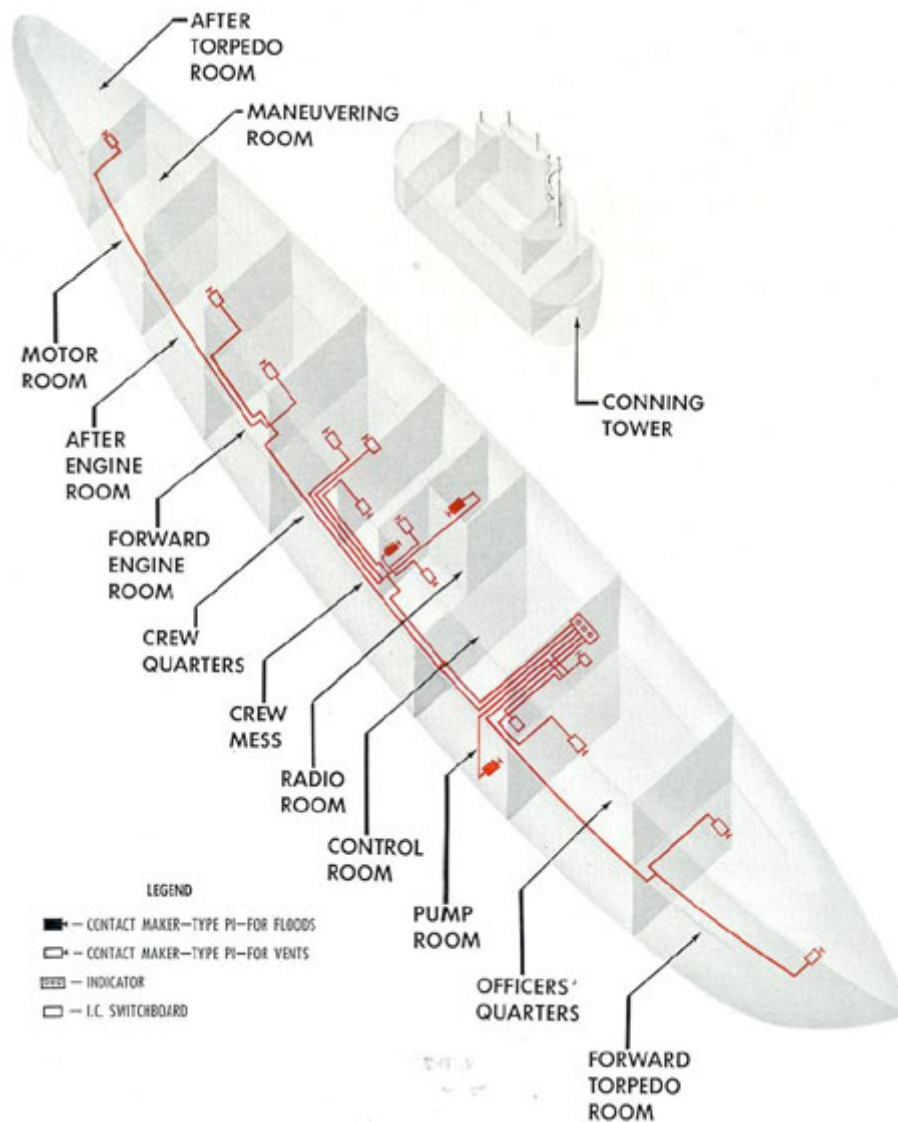 AFTER
TORPEDO
ROOM
MANEUVERING
ROOM
MOTOR
ROOM
CONNING
TOWER
AFTER
ENGINE
ROOM
FORWARD
ENGINE
ROOM
CREW
QUARTERS
CREW
MESS
RADIO
ROOM
CONTROL
ROOM
PUMP
ROOM
OFFICERS'
QUARTERS
FORWARD
TORPEDO
ROOM
LEGEND
— CONTACT MAKER—TYPE PI—FOR FLOODS
— CONTACT MAKER—TYPE PI—FOR VENTS
— INDICATOR
— I.C. SWITCHBOARD